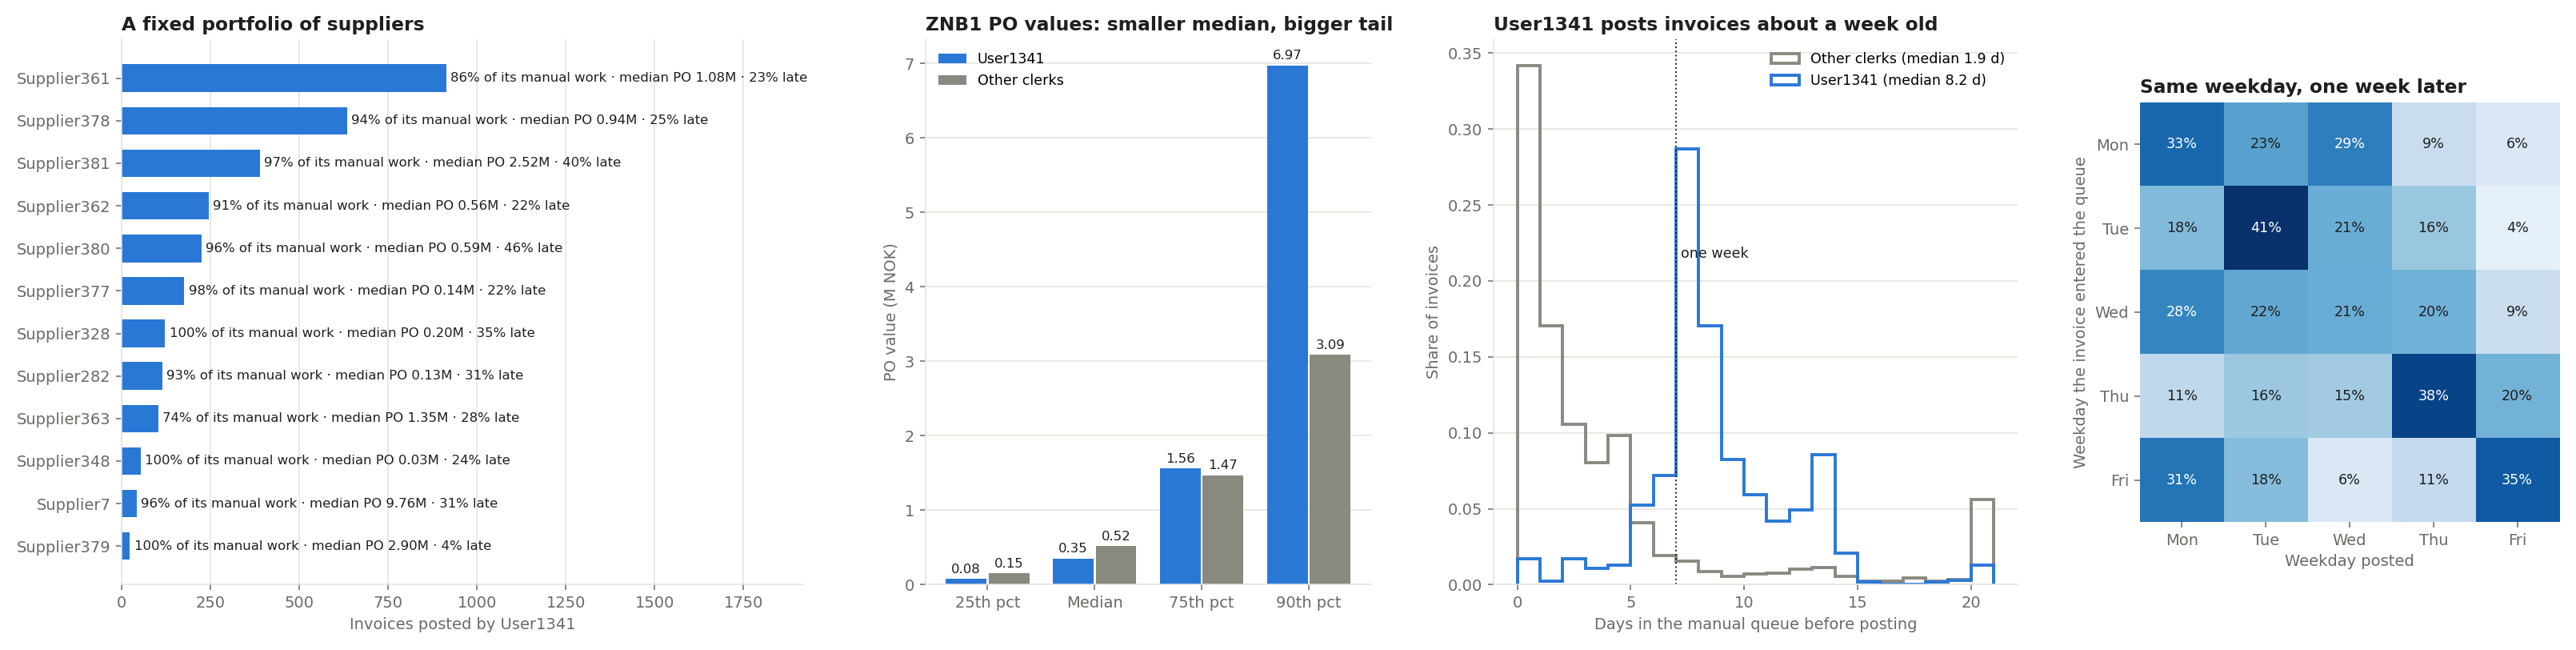 A fixed portfolio of suppliers
Supplier361
86% of its manual work · median PO 1.08M · 23% late
Supplier378
94% of its manual work · median PO 0.94M · 25% late
Supplier381
97% of its manual work · median PO 2.52M · 40% late
Supplier362
91% of its manual work · median PO 0.56M · 22% late
Supplier380
96% of its manual work · median PO 0.59M · 46% late
Supplier377
98% of its manual work · median PO 0.14M · 22% late
Supplier328
100% of its manual work · median PO 0.20M · 35% late
Supplier282
93% of its manual work · median PO 0.13M · 31% late
Supplier363
74% of its manual work · median PO 1.35M · 28% late
Supplier348
100% of its manual work · median PO 0.03M · 24% late
Supplier7
96% of its manual work · median PO 9.76M · 31% late
Supplier379
100% of its manual work · median PO 2.90M · 4% late
0 250 500 750 1000 1250 1500 1750
Invoices posted by User1341
ZNB1 PO values: smaller median, bigger tail
User1341
Other clerks
PO value (M NOK)
7
6
5
4
3
2
1
0
0.08 0.15
0.35 0.52
1.56 1.47
6.97 3.09
25th pct Median 75th pct 90th pct
User1341 posts invoices about a week old
Other clerks (median 1.9 d)
User1341 (median 8.2 d)
one week
Share of invoices
0.35
0.30
0.25
0.20
0.15
0.10
0.05
0.00
0 5 10 15 20
Days in the manual queue before posting
Same weekday, one week later
Weekday the invoice entered the queue
Mon 33% 23% 29% 9% 6%
Tue 18% 41% 21% 16% 4%
Wed 28% 22% 21% 20% 9%
Thu 11% 16% 15% 38% 20%
Fri 31% 18% 6% 11% 35%
Mon Tue Wed Thu Fri
Weekday posted